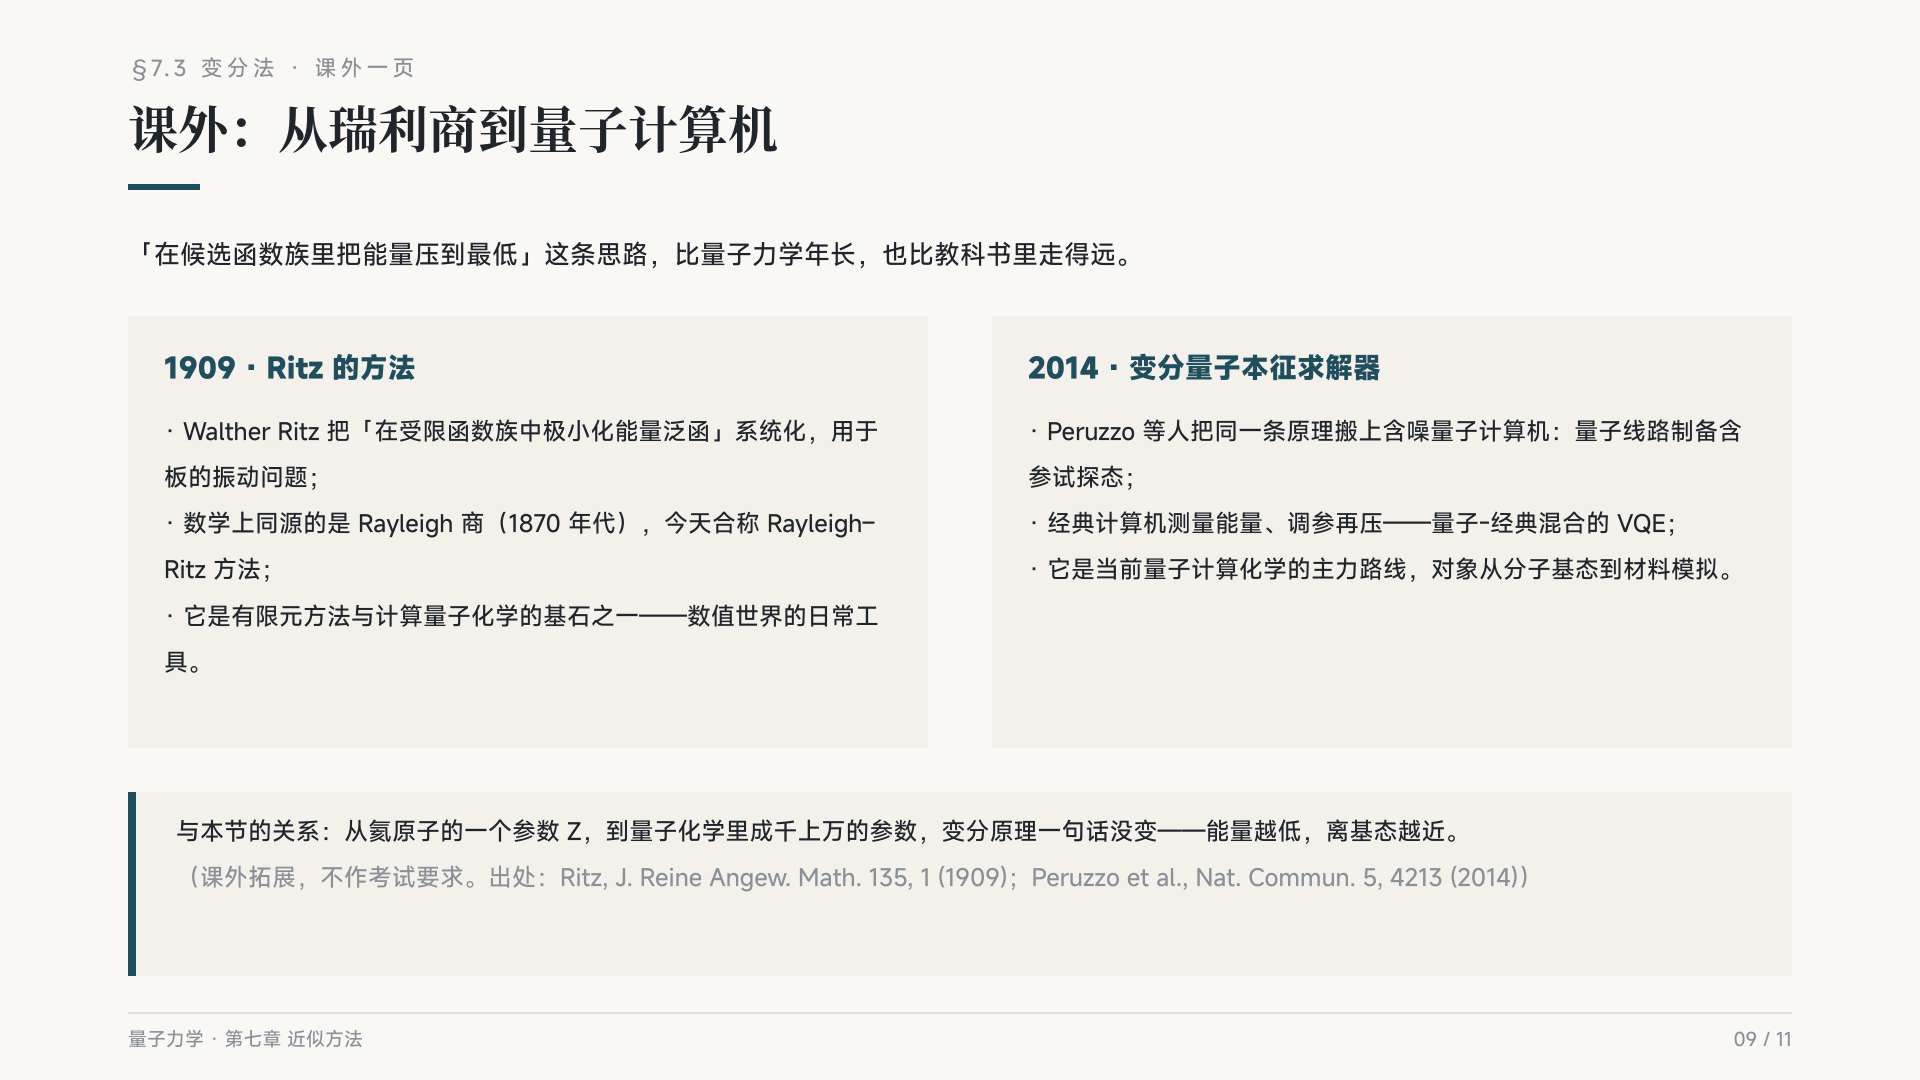 §7.3 变分法 · 课外一页
课外：从瑞利商到量子计算机
「在候选函数族里把能量压到最低」这条思路，比量子力学年长，也比教科书里走得远。
1909 · Ritz 的方法
· Walther Ritz 把「在受限函数族中极小化能量泛函」系统化，用于
板的振动问题；
· 数学上同源的是 Rayleigh 商（1870 年代），今天合称 Rayleigh–
Ritz 方法；
· 它是有限元方法与计算量子化学的基石之一——数值世界的日常工
具。
2014 · 变分量子本征求解器
· Peruzzo 等人把同一条原理搬上含噪量子计算机：量子线路制备含
参试探态；
· 经典计算机测量能量、调参再压——量子-经典混合的 VQE；
· 它是当前量子计算化学的主力路线，对象从分子基态到材料模拟。
与本节的关系：从氦原子的一个参数 Z，到量子化学里成千上万的参数，变分原理一句话没变——能量越低，离基态越近。
（课外拓展，不作考试要求。出处：Ritz, J. Reine Angew. Math. 135, 1 (1909)；Peruzzo et al., Nat. Commun. 5, 4213 (2014)）
量子力学 · 第七章 近似方法
09 / 11